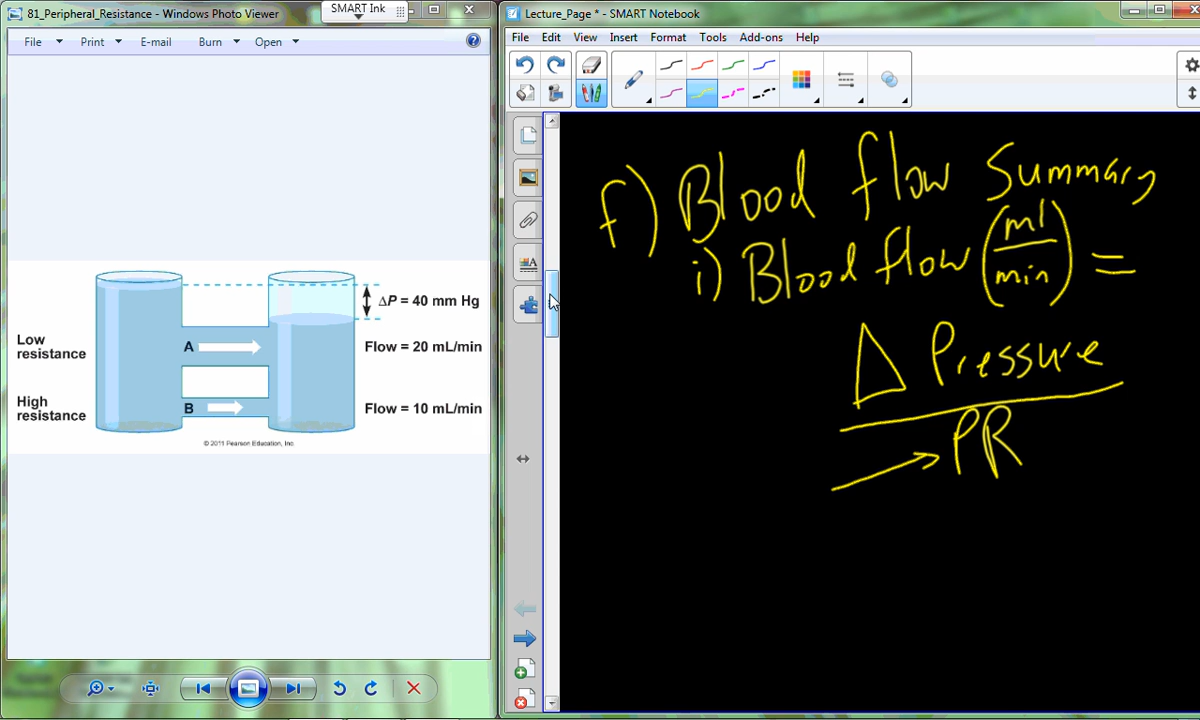 81_Peripheral_Resistance - Windows Photo Viewer
SMART Ink
File Print E-mail Burn Open
ΔP = 40 mm Hg
Low
resistance
A
Flow = 20 mL/min
High
resistance
B
Flow = 10 mL/min
© 2011 Pearson Education, Inc.
Lecture_Page * - SMART Notebook
File Edit View Insert Format Tools Add-ons Help
f) Blood flow Summary
i) Blood flow (ml/min) =
Δ Pressure
→ PR